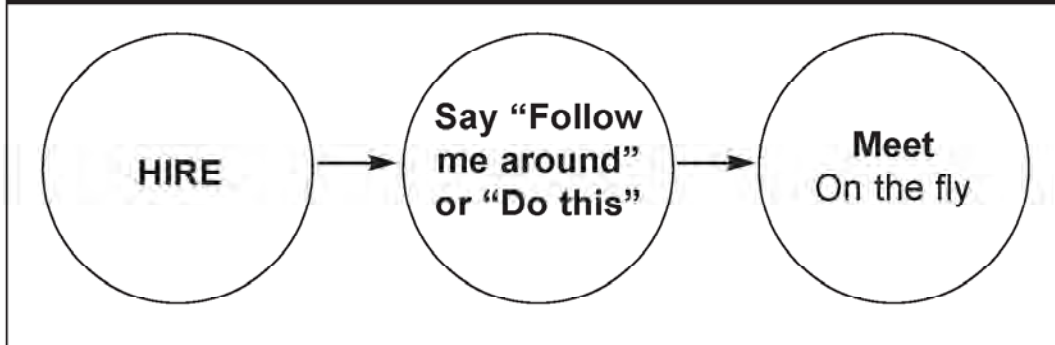 HIRE
Say “Follow
me around”
or “Do this”
Meet
On the fly